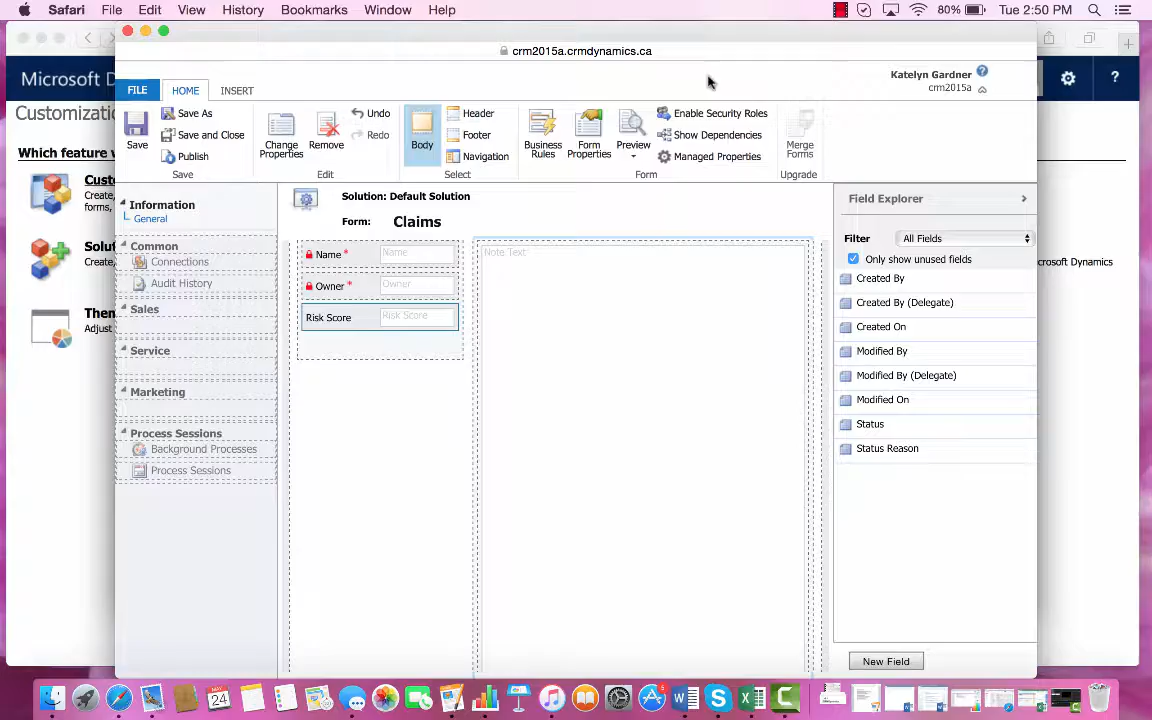 Safari File Edit View History Bookmarks Window Help 80% Tue 2:50 PM
crm2015a.crmdynamics.ca
Microsoft D
Customizatio
Which feature w
Create,
forms,
Solut
Create,
Adjust
crosoft Dynamics
?
Katelyn Gardner
crm2015a
FILE HOME INSERT
Save
Save As
Save and Close
Publish
Save
Change Properties
Remove
Undo
Redo
Edit
Body
Header
Footer
Navigation
Select
Business Rules
Form Properties
Preview
Enable Security Roles
Show Dependencies
Managed Properties
Form
Merge Forms
Upgrade
Information
General
Common
Connections
Audit History
Sales
Service
Marketing
Process Sessions
Background Processes
Process Sessions
Solution: Default Solution
Form: Claims
Name * Name
Owner * Owner
Risk Score Risk Score
Note Text
Field Explorer
Filter All Fields
Only show unused fields
Created By
Created By (Delegate)
Created On
Modified By
Modified By (Delegate)
Modified On
Status
Status Reason
New Field